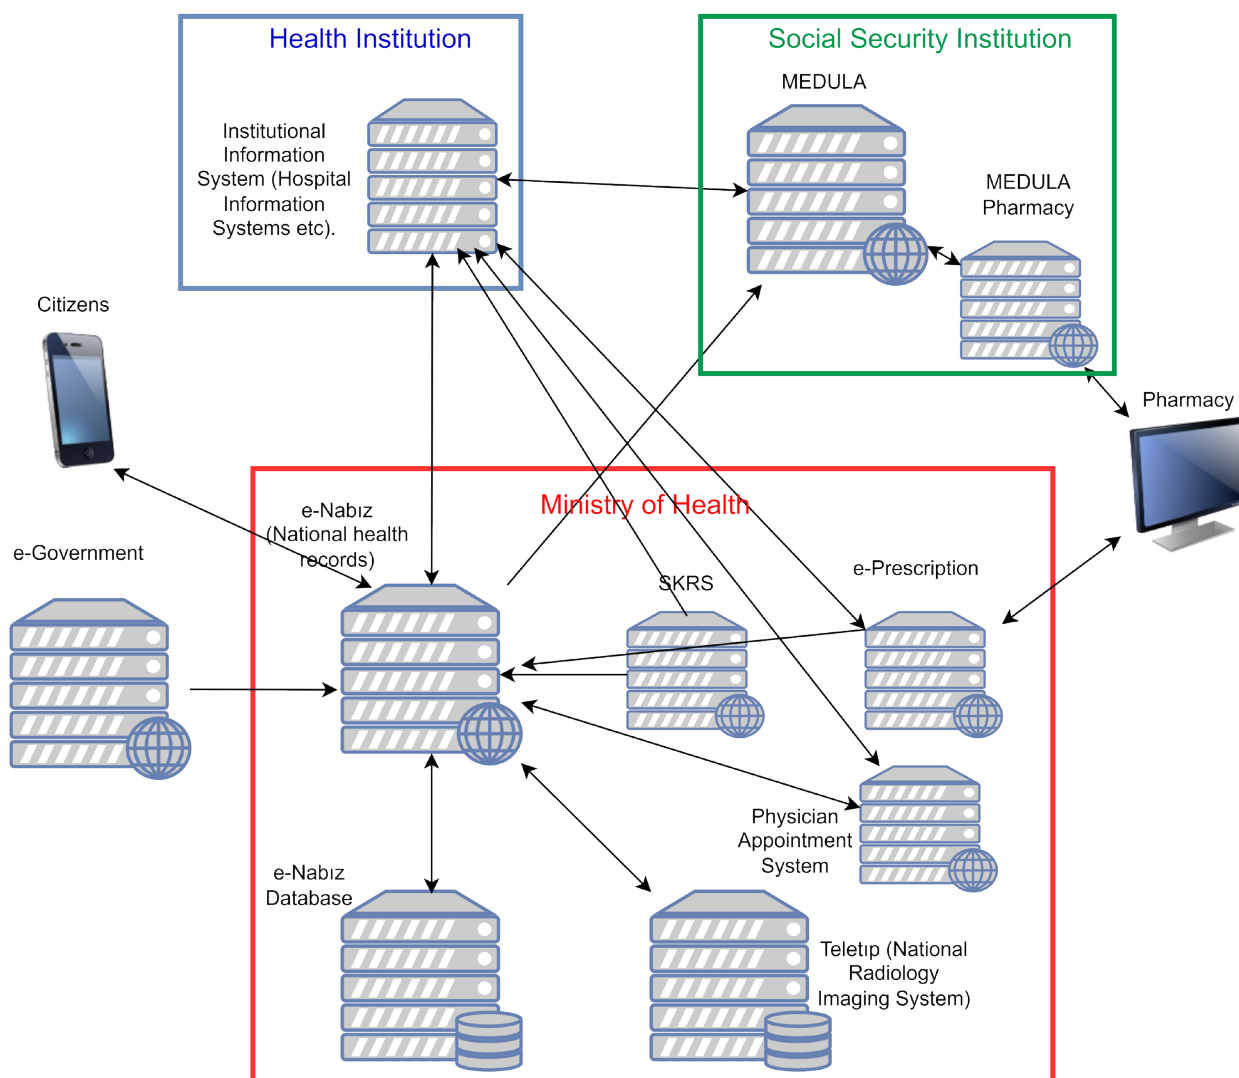 Health Institution
Social Security Institution
MEDULA
Institutional
Information
System (Hospital
Information
Systems etc).
MEDULA
Pharmacy
Citizens
Pharmacy
Ministry of Health
e-Nabız
(National health
records)
e-Government
SKRS
e-Prescription
Physician
Appointment
System
e-Nabız
Database
Teletıp (National
Radiology
Imaging System)